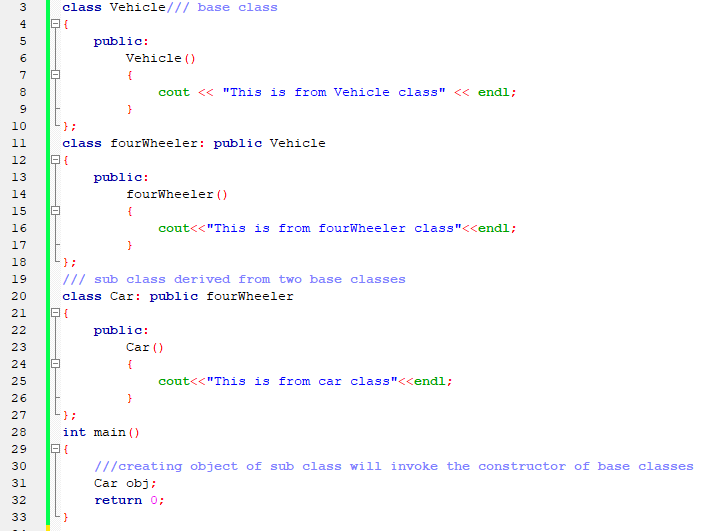 3 class Vehicle/// base class
4 {
5     public:
6         Vehicle()
7         {
8             cout << "This is from Vehicle class" << endl;
9         }
10 };
11 class fourWheeler: public Vehicle
12 {
13     public:
14         fourWheeler()
15         {
16             cout<<"This is from fourWheeler class"<<endl;
17         }
18 };
19 /// sub class derived from two base classes
20 class Car: public fourWheeler
21 {
22     public:
23         Car()
24         {
25             cout<<"This is from car class"<<endl;
26         }
27 };
28 int main()
29 {
30     ///creating object of sub class will invoke the constructor of base classes
31     Car obj;
32     return 0;
33 }